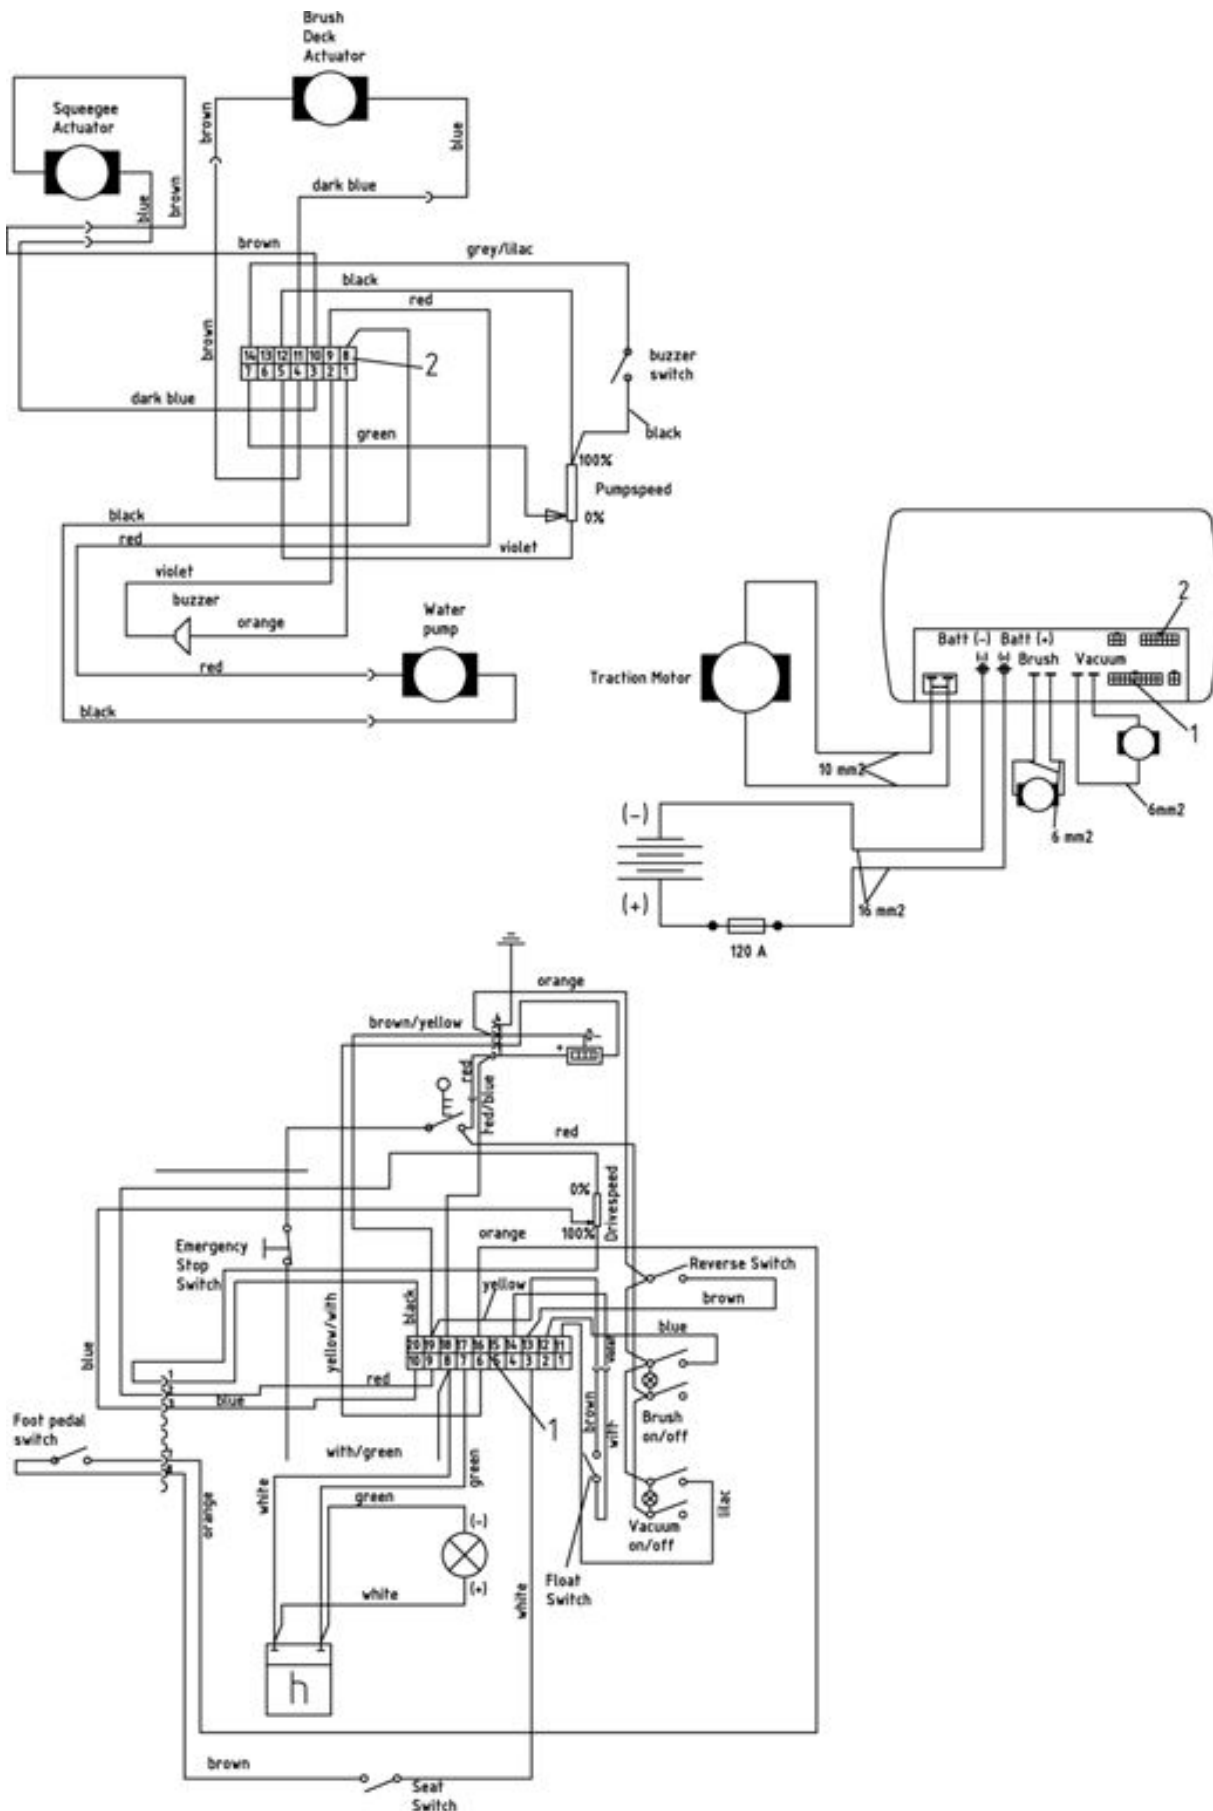 Brush
Deck
Actuator
Squeegee
Actuator
brown
blue
blue
brown
dark blue
brown
grey/lilac
black
red
brown
14 13 12 11 10 9 8
7 6 5 4 3 2 1
2
buzzer
switch
dark blue
green
black
100%
Pumpspeed
0%
black
red
violet
violet
buzzer
orange
Water
pump
red
black
Traction Motor
Batt (-) Batt (+)
(-) (+)
Brush Vacuum
2
1
10 mm2
6mm2
6 mm2
(-)
(+)
16 mm2
120 A
orange
brown/yellow
+
red
red/blue
red
0%
100%
Drivespeed
orange
Emergency
Stop
Switch
Reverse Switch
yellow
brown
black
yellow/with
blue
blue
violet
20 19 18 17 16 15 14 13 12 11
10 9 8 7 6 5 4 3 2 1
1
red
blue
brown
with
Brush
on/off
Foot pedal
switch
1
with/green
white
green
orange
green
(-)
(+)
lilac
Vacuum
on/off
Float
Switch
white
white
h
brown
Seat
Switch